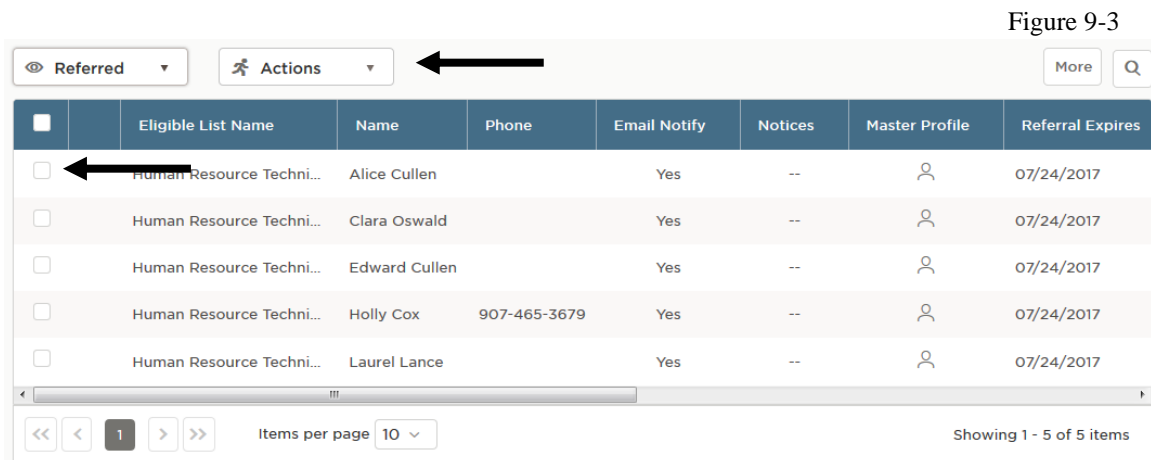 Figure 9-3
Referred Actions More
Eligible List Name Name Phone Email Notify Notices Master Profile Referral Expires
Human Resource Techni... Alice Cullen Yes -- 07/24/2017
Human Resource Techni... Clara Oswald Yes -- 07/24/2017
Human Resource Techni... Edward Cullen Yes -- 07/24/2017
Human Resource Techni... Holly Cox 907-465-3679 Yes -- 07/24/2017
Human Resource Techni... Laurel Lance Yes -- 07/24/2017
<< < 1 > >> Items per page 10 Showing 1 - 5 of 5 items